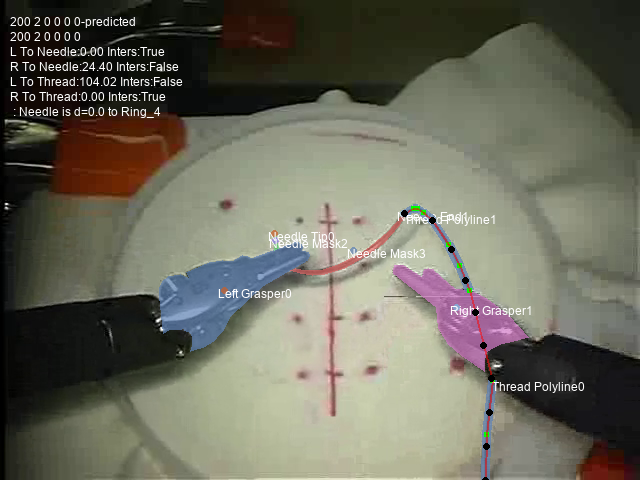 200 2 0 0 0 0-predicted
200 2 0 0 0 0
L To Needle:0.00 Inters:True
R To Needle:24.40 Inters:False
L To Thread:104.02 Inters:False
R To Thread:0.00 Inters:True
: Needle is d=0.0 to Ring_4
End1
Thread Polyline1
Needle Tip0
Needle Mask2
Needle Mask3
Left Grasper0
Right Grasper1
Thread Polyline0